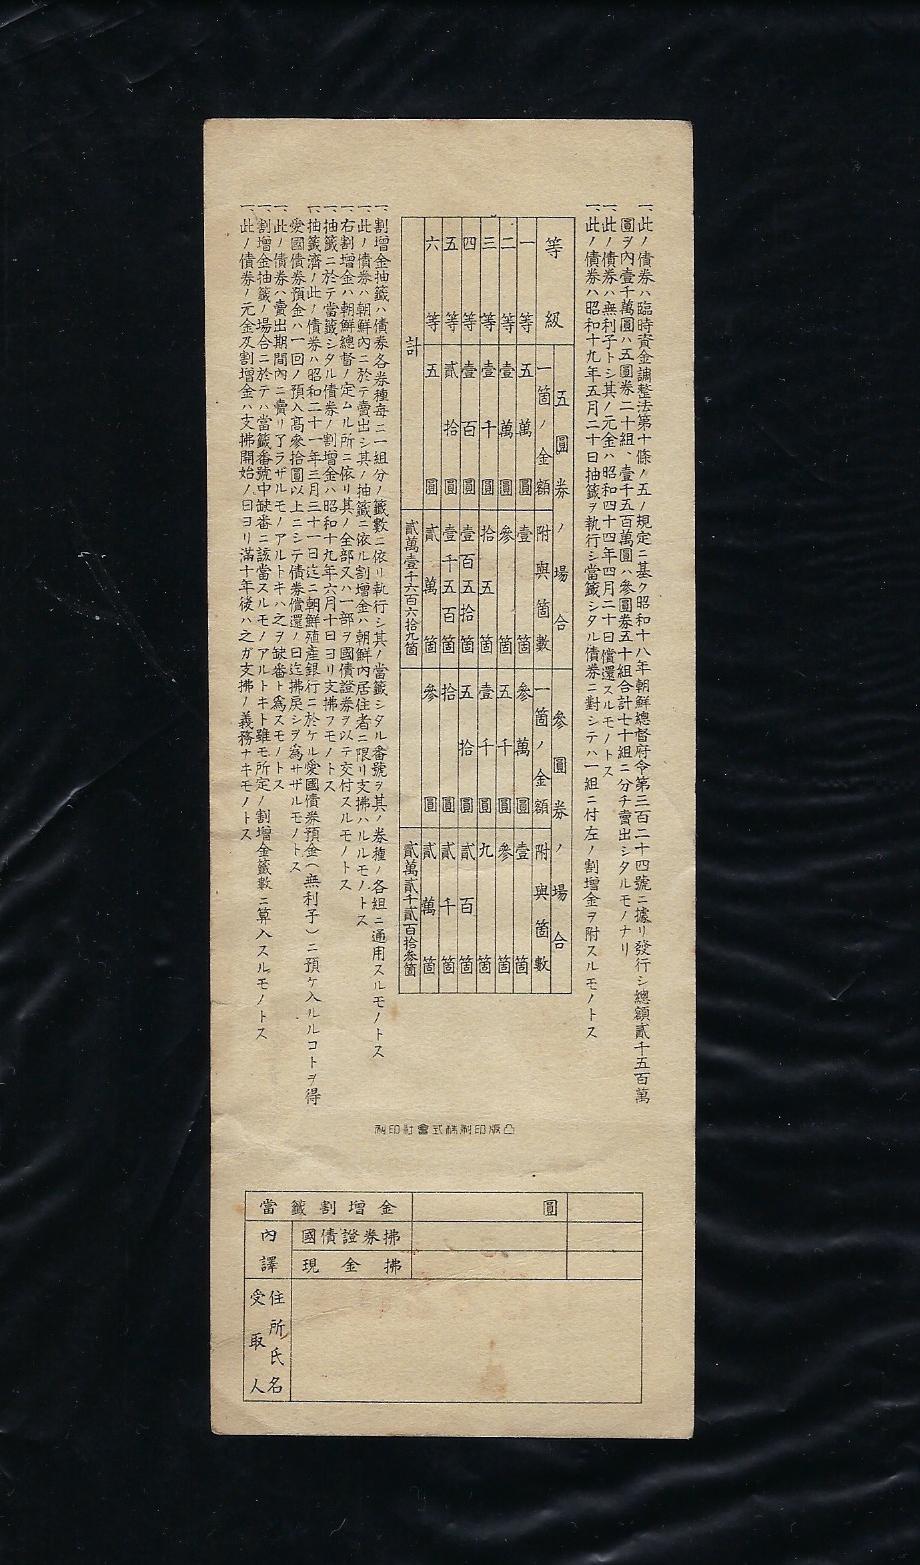 一、此ノ債券ハ臨時資金調整法第十條ノ五ノ規定ニ基ク昭和十八年朝鮮總督府令第三百二十四號ニ據リ發行シ總額貳千五百萬
圓ヲ內壹千萬圓ハ五圓券二十組、壹千五百萬圓ハ參圓券五十組合計七十組ニ分チ賣出シタルモノナリ
一、此ノ債券ハ無利子トシ其ノ元金ハ昭和四十四年四月二十日償還スルモノトス
一、此ノ債券ハ昭和十九年五月二十日抽籤ヲ執行シ當籤シタル債券ニ對シテハ一組ニ付左ノ割增金ヲ附スルモノトス
等級 五圓券ノ場合 參圓券ノ場合
一箇ノ金額 附與箇數 一箇ノ金額 附與箇數
一等 五萬圓 壹箇 參萬圓 壹箇
二等 壹萬圓 參箇 五千圓 參箇
三等 壹千圓 拾五箇 壹千圓 九箇
四等 壹百圓 壹百五拾箇 五拾圓 貳百箇
五等 貳拾圓 壹千五百箇 拾圓 貳千箇
六等 五圓 貳萬箇 參圓 貳萬箇
計 貳萬壹千六百六拾九箇 貳萬貳千貳百拾參箇
一、割增金抽籤ハ債券各券種每ニ一組分ノ籤數ニ依リ執行シ其ノ當籤シタル番號ヲ其ノ券種ノ各組ニ通用スルモノトス
一、此ノ債券ハ朝鮮內ニ於テ賣出シ其ノ抽籤ニ依ル割增金ハ朝鮮內居住者ニ限リ支拂ハルルモノトス
一、右割增金ハ朝鮮總督ノ定ムル所ニ依リ其ノ全部又ハ一部ヲ國債證券ヲ以テ交付スルモノトス
一、抽籤ニ於テ當籤シタル債券ノ割增金ハ昭和十九年六月十日ヨリ支拂フモノトス
一、抽籤濟ノ此ノ債券ハ昭和二十一年三月三十一日迄ニ朝鮮殖產銀行ニ於ケル愛國債券預金(無利子)ニ預ケ入ルルコトヲ得
愛國債券預金ハ一回ノ預入高參拾圓以上ニシテ債券償還ノ日迄拂戾シヲ爲サザルモノトス
一、此ノ債券ハ賣出期間內ニ賣リ了ラザルモノアルトキハ之ヲ缺番ト爲スモノトス
一、割增金抽籤ノ場合ニ於テハ當籤番號中缺番ニ該當スルモノアルトキト雖モ所定ノ割增金籤數ニ算入スルモノトス
一、此ノ債券ノ元金及割增金ハ支拂開始ノ日ヨリ滿十年後ハ之ガ支拂ノ義務ナキモノトス
凸版印刷株式會社印刷
當籤割增金 圓
內譯 國債證券拂
現金拂
受取人 住所氏名